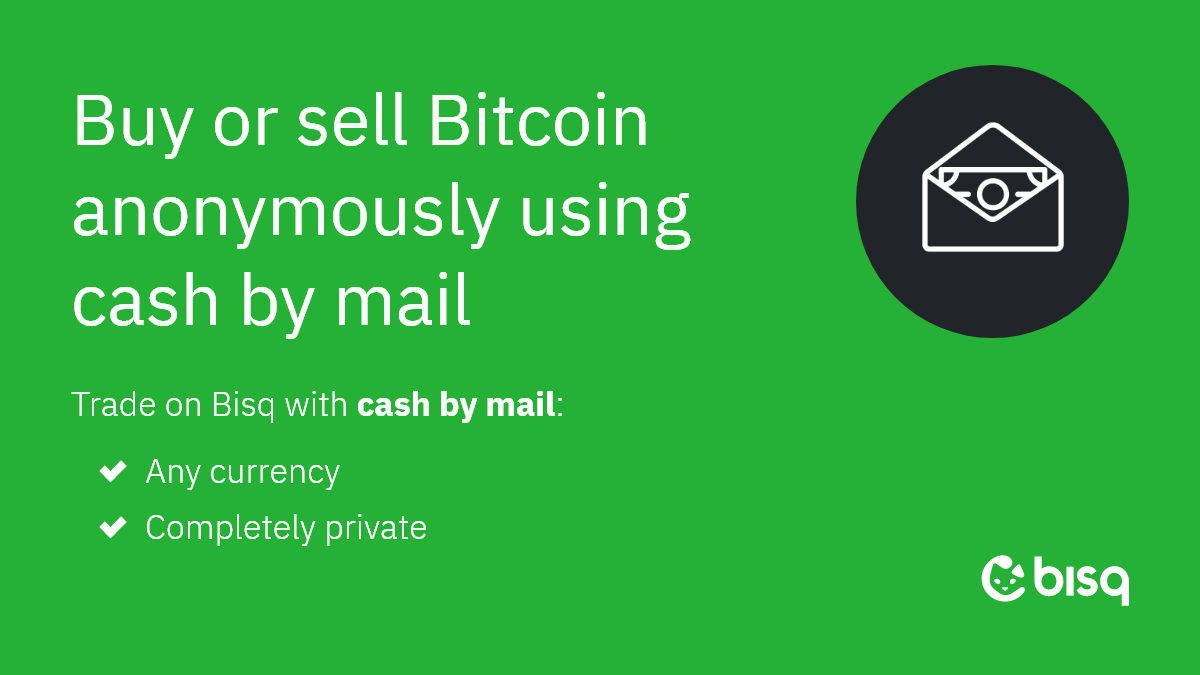 Buy or sell Bitcoin
anonymously using
cash by mail
Trade on Bisq with cash by mail:
Any currency
Completely private
bisq